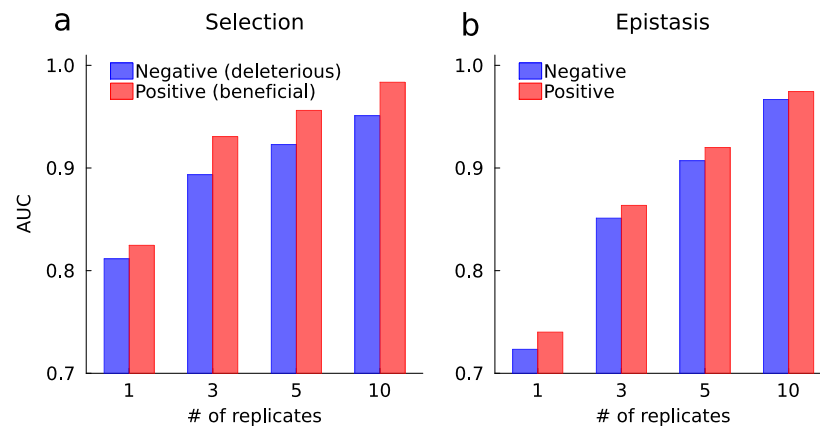 a
Selection
Negative (deleterious)
Positive (beneficial)
AUC
1.0
0.9
0.8
0.7
1 3 5 10
# of replicates
b
Epistasis
Negative
Positive
1.0
0.9
0.8
0.7
1 3 5 10
# of replicates